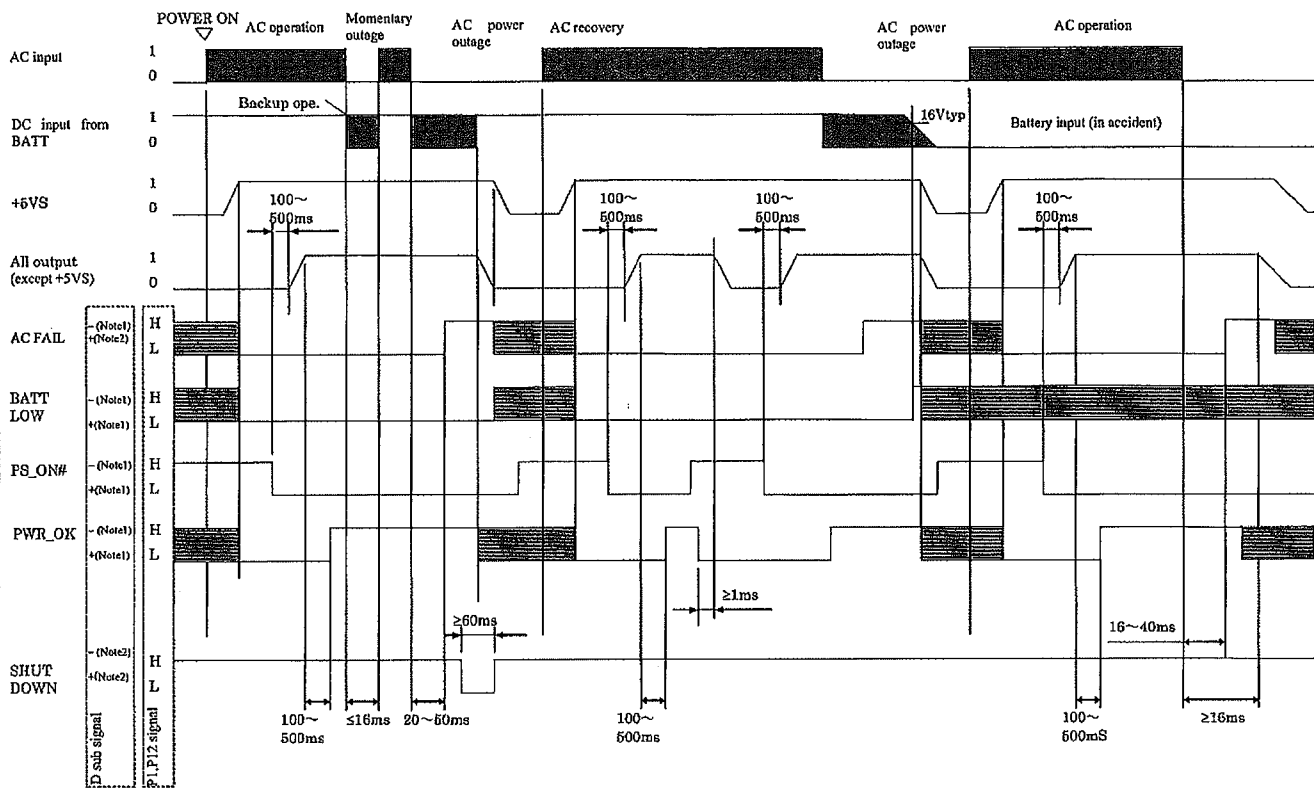 POWER ON
AC operation
Momentary
outage
AC power
outage
AC recovery
AC power
outage
AC operation
AC input
1
0
Backup ope.
DC input from
BATT
1
0
16Vtyp
Battery input (in accident)
+5VS
1
0
100~
500ms
100~
500ms
100~
500ms
100~
500ms
All output
(except +5VS)
1
0
AC FAIL
-(Note1)
+(Note2)
H
L
BATT
LOW
-(Note1)
+(Note1)
H
L
PS_ON#
-(Note1)
+(Note1)
H
L
PWR_OK
-(Note1)
+(Note1)
H
L
≥1ms
≥60ms
16~40ms
SHUT
DOWN
-(Note2)
+(Note2)
H
L
100~
500ms
≤16ms
20~60ms
100~
500ms
100~
500mS
≥16ms
D sub signal
P1,P12 signal